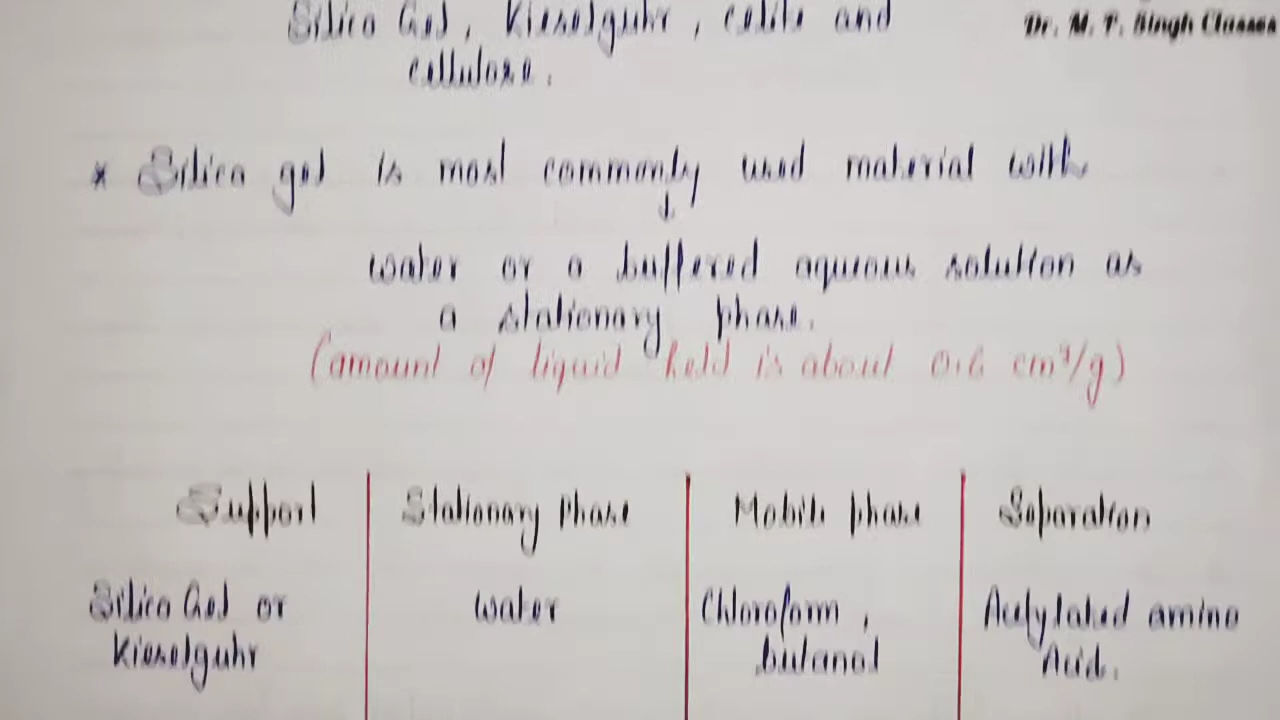 Silica Gel, Kieselguhr, celite and
Dr. M. P. Singh Classes
cellulose.
* Silica gel is most commonly used material with
↓
water or a buffered aqueous solution as
a stationary phase.
(amount of liquid held is about 0.6 cm³/g)
Support | Stationary Phase | Mobile phase | Separation
Silica Gel or | water | Chloroform, | Acetylated amino
Kieselguhr | butanol | Acid.